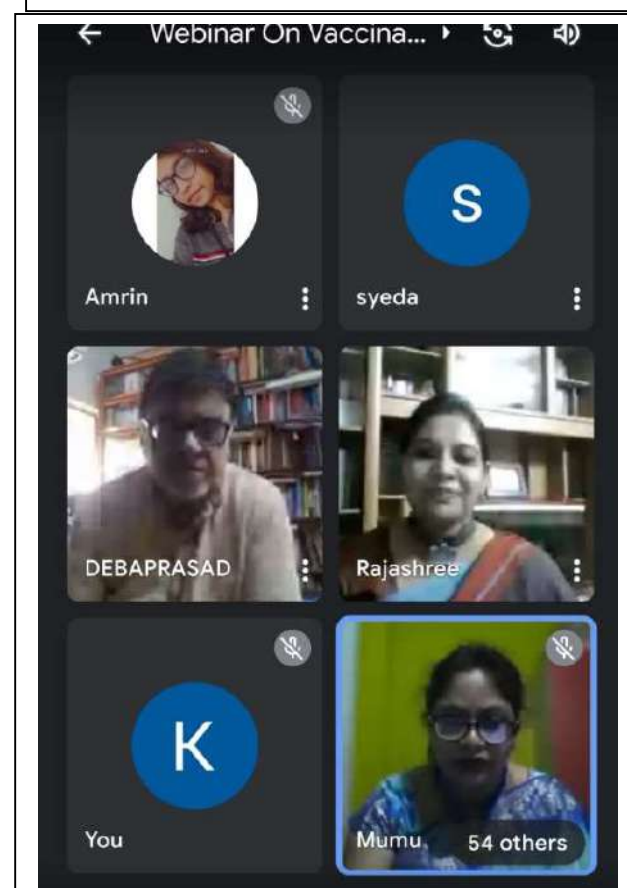 Webinar On Vaccina...
Amrin
S
syeda
DEBAPRASAD
Rajashree
K
You
Mumu
54 others